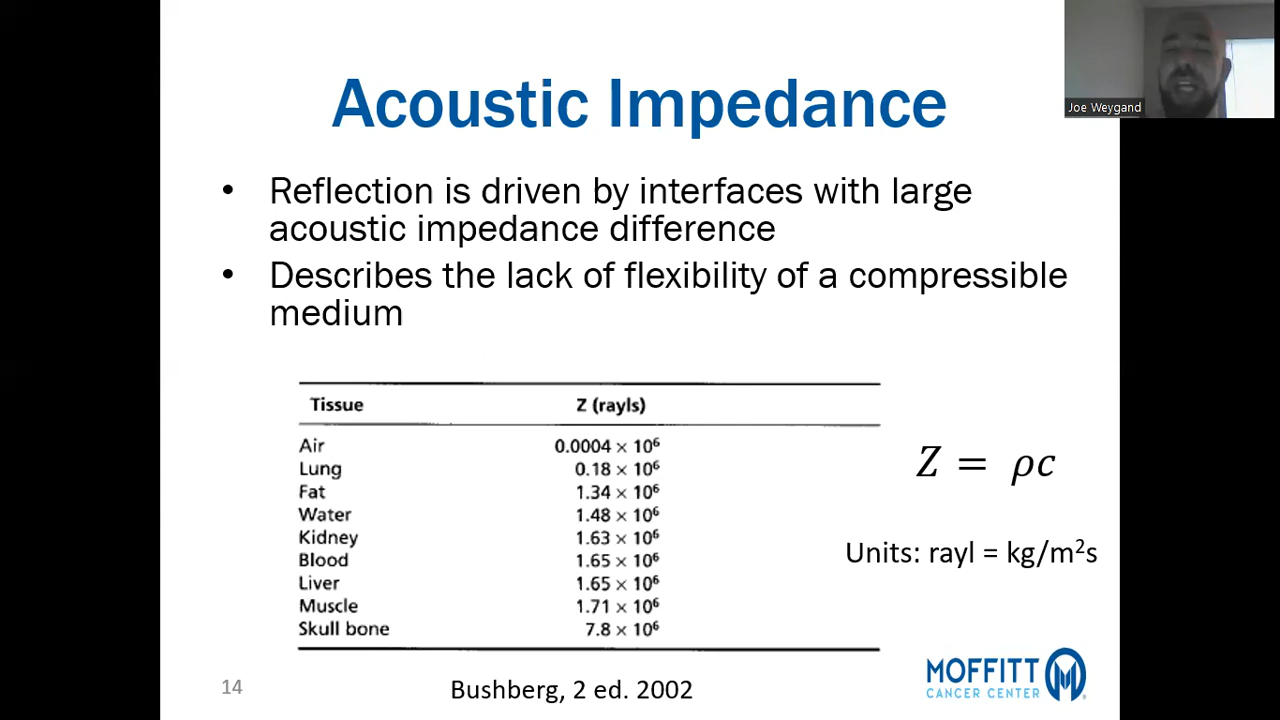 Joe Weygand
Acoustic Impedance
• Reflection is driven by interfaces with large
acoustic impedance difference
• Describes the lack of flexibility of a compressible
medium
Tissue Z (rayls)
Air 0.0004 × 10⁶
Lung 0.18 × 10⁶
Fat 1.34 × 10⁶
Water 1.48 × 10⁶
Kidney 1.63 × 10⁶
Blood 1.65 × 10⁶
Liver 1.65 × 10⁶
Muscle 1.71 × 10⁶
Skull bone 7.8 × 10⁶
Z = ρc
Units: rayl = kg/m²s
14
Bushberg, 2 ed. 2002
MOFFITT
CANCER CENTER